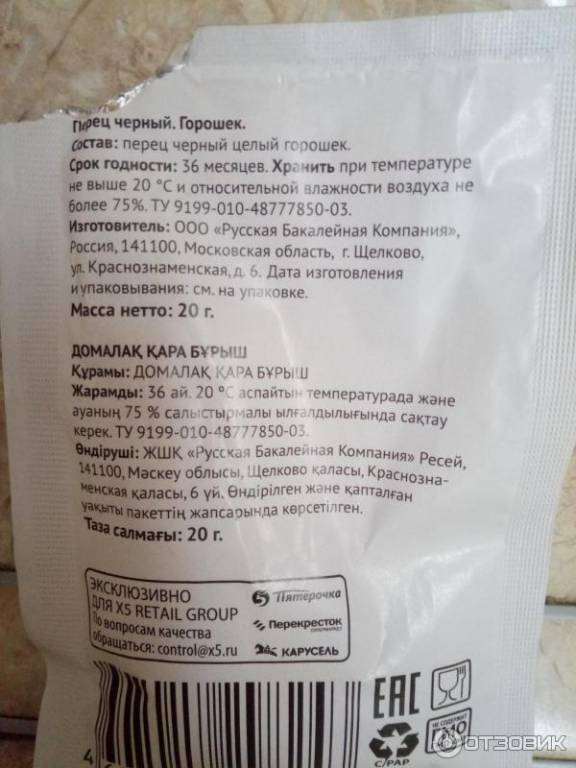 Перец черный. Горошек.
Состав: перец черный целый горошек.
Срок годности: 36 месяцев. Хранить при температуре
не выше 20 °С и относительной влажности воздуха не
более 75%. ТУ 9199-010-48777850-03.
Изготовитель: ООО «Русская Бакалейная Компания»,
Россия, 141100, Московская область, г. Щелково,
ул. Краснознаменская, д. 6. Дата изготовления
и упаковывания: см. на упаковке.
Масса нетто: 20 г.
ДОМАЛАҚ ҚАРА БҰРЫШ
Құрамы: ДОМАЛАҚ ҚАРА БҰРЫШ
Жарамды: 36 ай. 20 °С аспайтын температурада және
ауаның 75 % салыстырмалы ылғалдылығында сақтау
керек. ТУ 9199-010-48777850-03.
Өндіруші: ЖШҚ «Русская Бакалейная Компания» Ресей,
141100, Мәскеу облысы, Щелково қаласы, Краснозна-
менская қаласы, 6 үй. Өндірілген және қапталған
уақыты пакеттің жапсарында көрсетілген.
Таза салмағы: 20 г.
ЭКСКЛЮЗИВНО
ДЛЯ X5 RETAIL GROUP
По вопросам качества
обращаться: control@x5.ru
Пятерочка
Перекресток
КАРУСЕЛЬ
EAC
C/PAP
НЕ СОДЕРЖИТ
ГМО
ОТЗОВИК